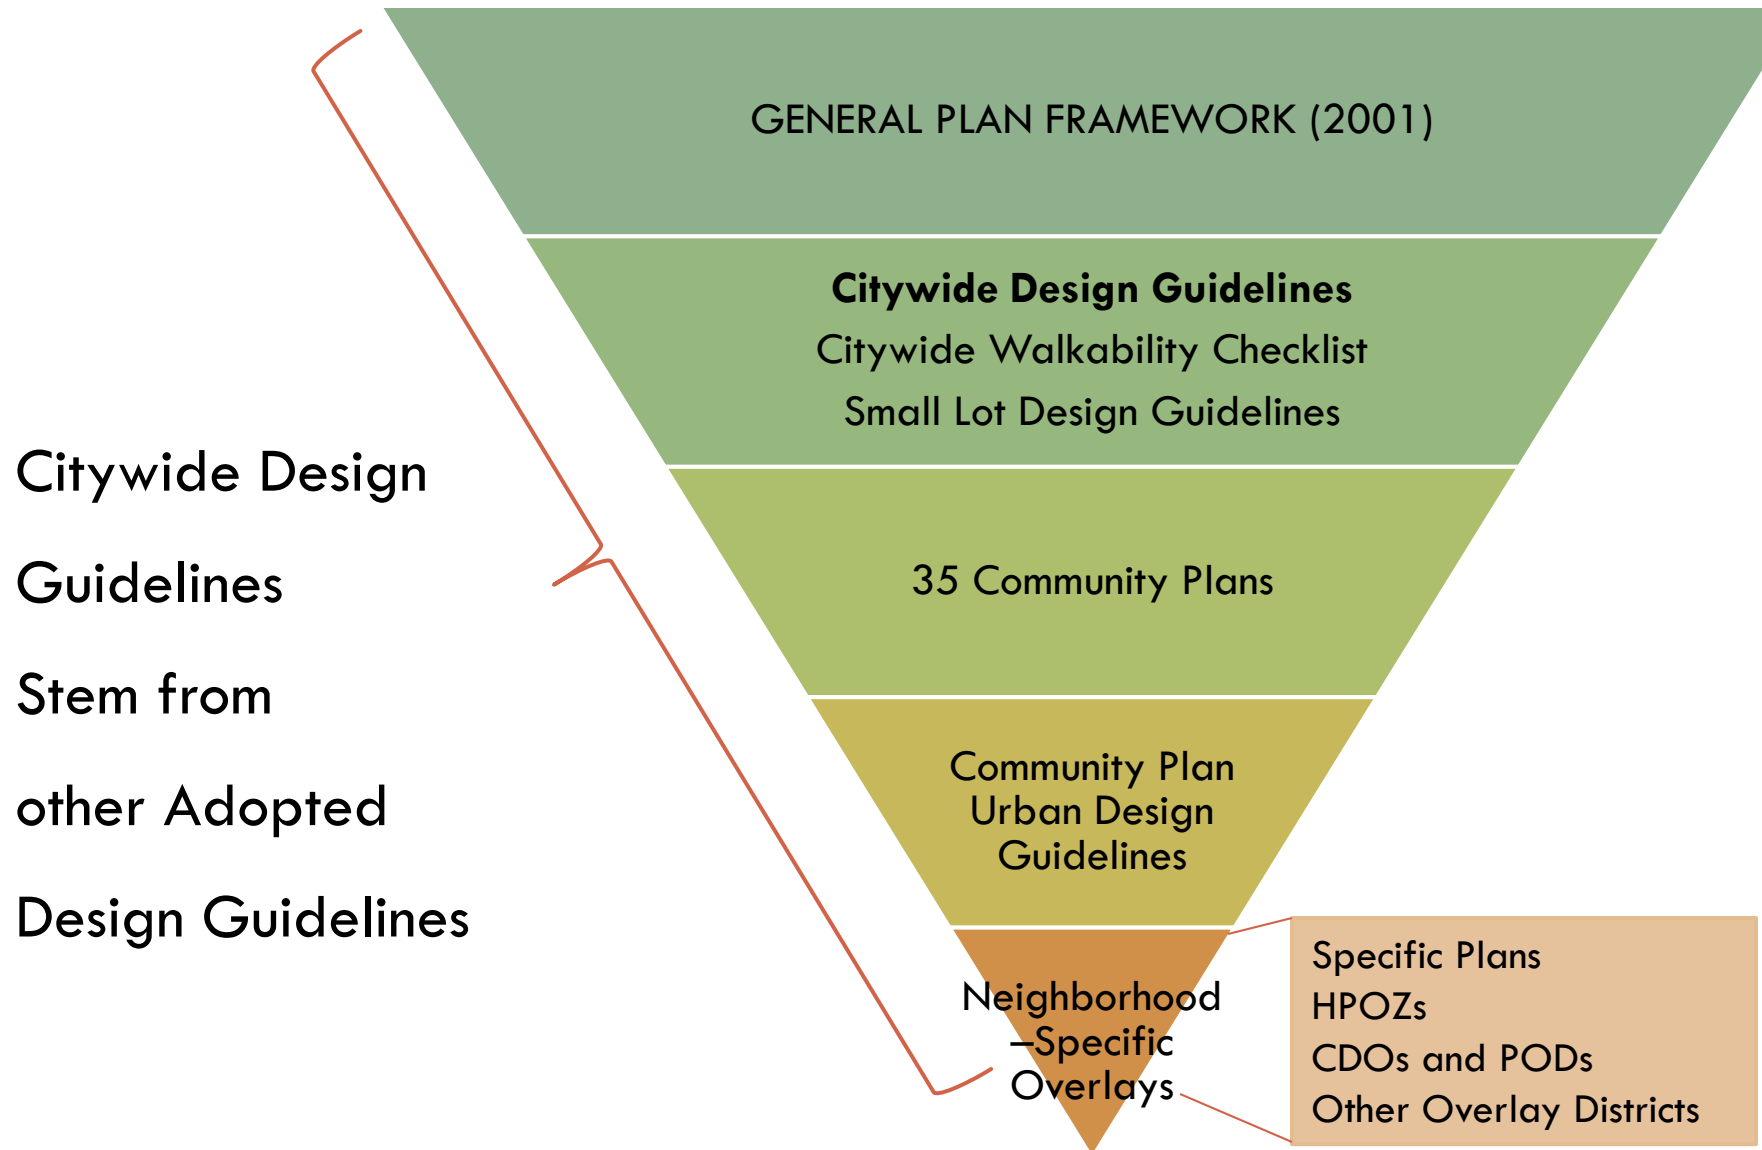 GENERAL PLAN FRAMEWORK (2001)
Citywide Design Guidelines
Citywide Walkability Checklist
Small Lot Design Guidelines
35 Community Plans
Community Plan
Urban Design
Guidelines
Neighborhood
–Specific
Overlays
Citywide Design
Guidelines
Stem from
other Adopted
Design Guidelines
Specific Plans
HPOZs
CDOs and PODs
Other Overlay Districts